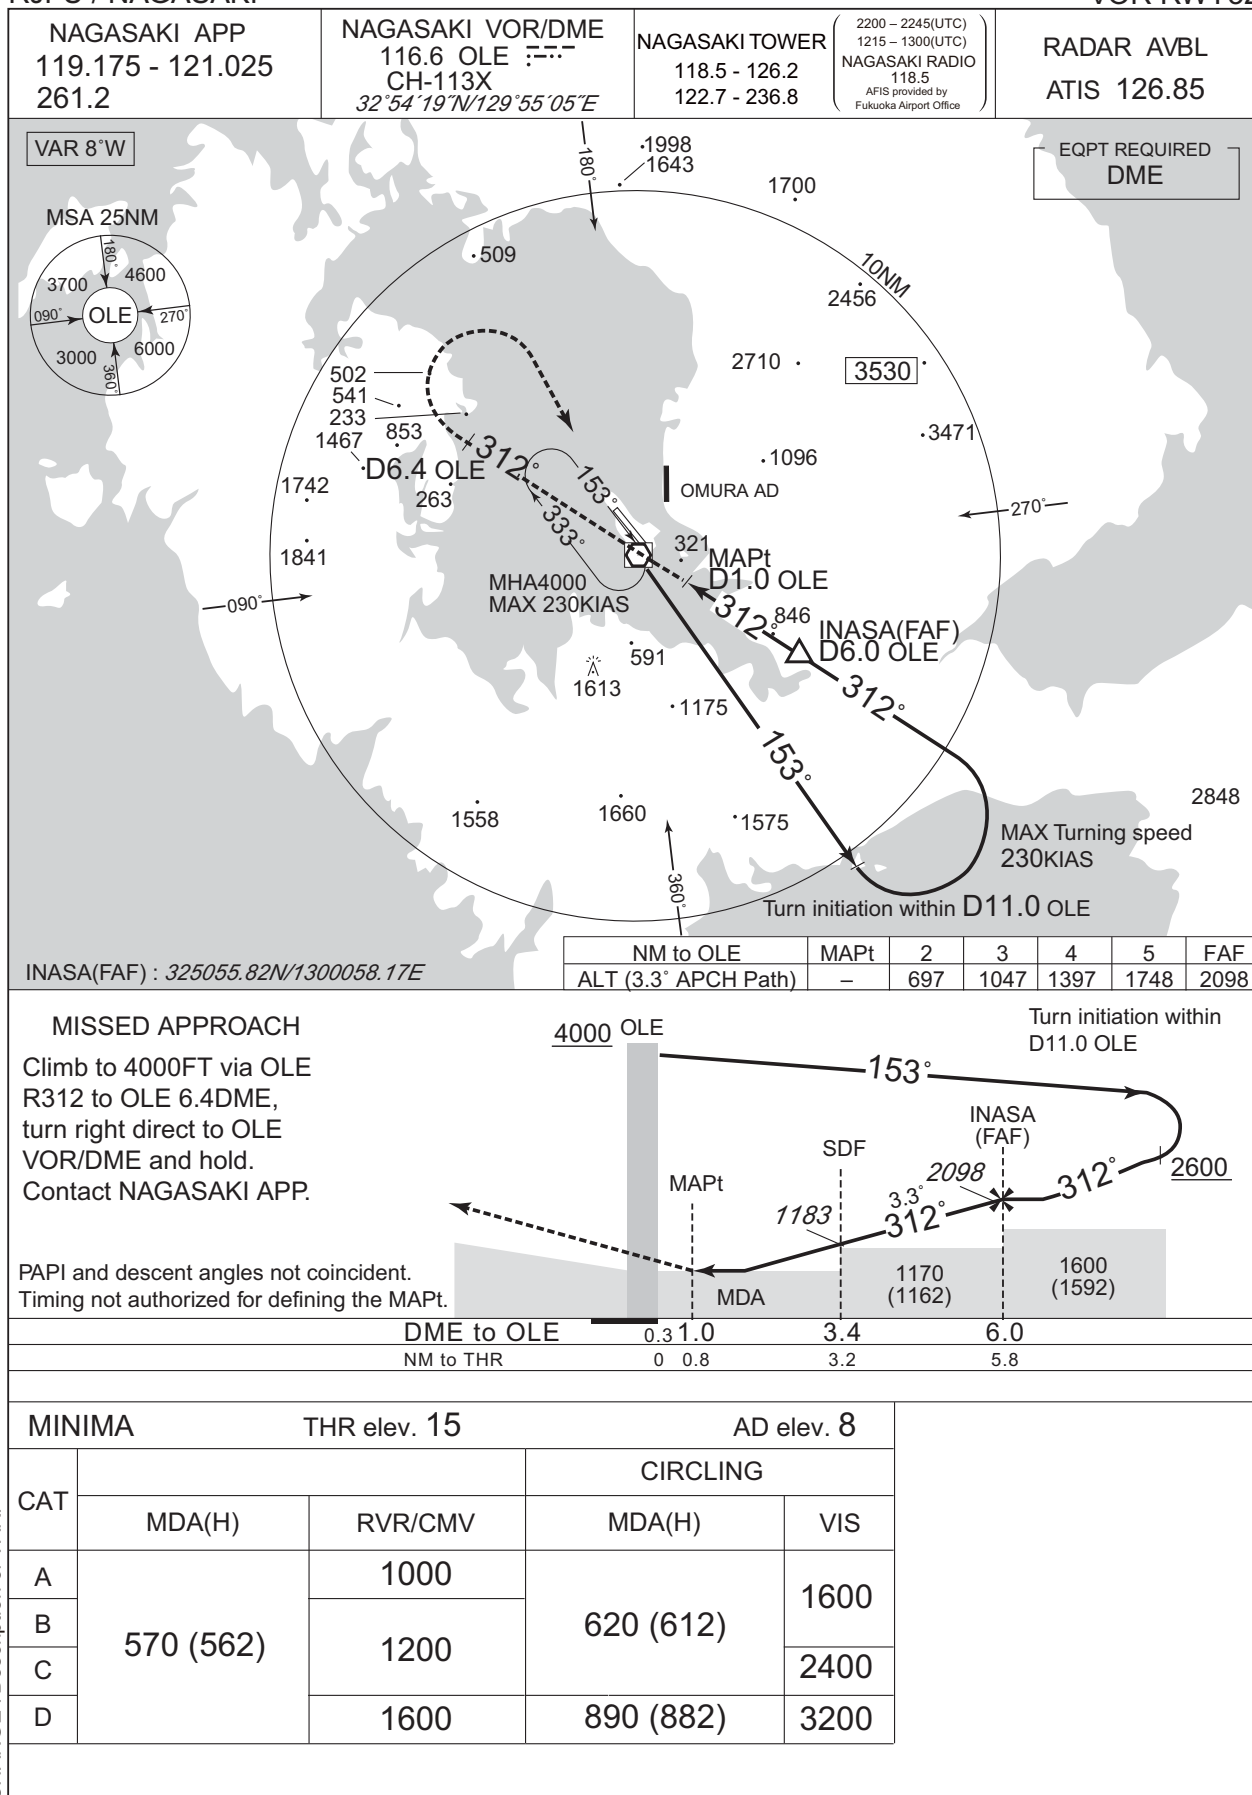 RJFU / NAGASAKI
VOR RWY 32
NAGASAKI APP
119.175 - 121.025
261.2
NAGASAKI VOR/DME
116.6 OLE
CH-113X
32°54′19″N/129°55′05″E
NAGASAKI TOWER
118.5 - 126.2
122.7 - 236.8
2200 – 2245(UTC)
1215 – 1300(UTC)
NAGASAKI RADIO
118.5
AFIS provided by
Fukuoka Airport Office
RADAR AVBL
ATIS 126.85
VAR 8°W
EQPT REQUIRED
DME
MSA 25NM
180°
3700
4600
090°
OLE
270°
3000
6000
360°
180°
1998
1643
1700
509
10NM
2456
2710
3530
502
541
233
1467
853
3471
312°
D6.4 OLE
153°
1096
1742
263
OMURA AD
333°
270°
1841
321
MAPt
D1.0 OLE
MHA4000
MAX 230KIAS
090°
312°
846
INASA(FAF)
D6.0 OLE
591
1613
312°
1175
153°
1558
1660
1575
2848
MAX Turning speed
230KIAS
360°
Turn initiation within D11.0 OLE
INASA(FAF) : 325055.82N/1300058.17E
NM to OLE MAPt 2 3 4 5 FAF
ALT (3.3° APCH Path) – 697 1047 1397 1748 2098
MISSED APPROACH
Climb to 4000FT via OLE
R312 to OLE 6.4DME,
turn right direct to OLE
VOR/DME and hold.
Contact NAGASAKI APP.
PAPI and descent angles not coincident.
Timing not authorized for defining the MAPt.
4000 OLE
Turn initiation within
D11.0 OLE
153°
INASA
(FAF)
SDF
2098
2600
MAPt
3.3°
312°
312°
1183
MDA
1170
(1162)
1600
(1592)
DME to OLE 0.3 1.0 3.4 6.0
NM to THR 0 0.8 3.2 5.8
MINIMA THR elev. 15 AD elev. 8
CAT
CIRCLING
MDA(H) RVR/CMV MDA(H) VIS
A 1000
B
C
D 1600 890 (882) 3200
570 (562)
1200
620 (612)
1600
2400